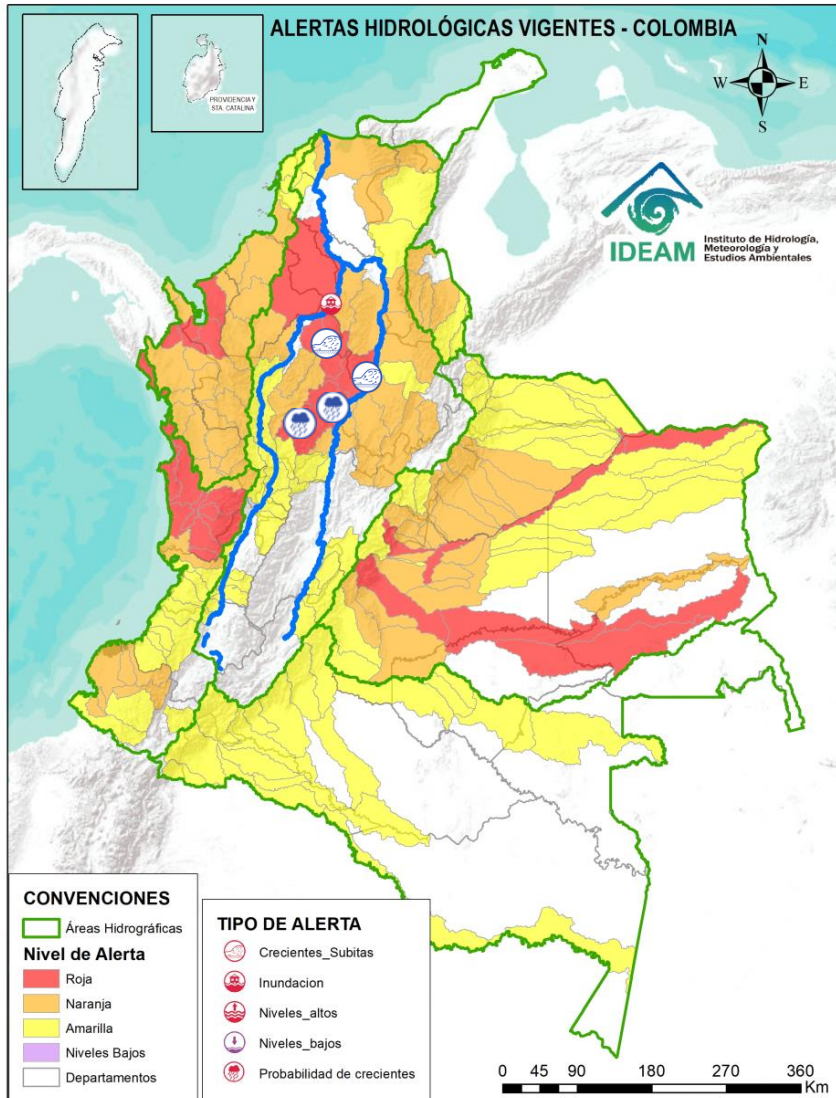 ALERTAS HIDROLÓGICAS VIGENTES - COLOMBIA
PROVIDENCIA Y
STA. CATALINA
N
W
E
S
IDEAM
Instituto de Hidrología,
Meteorología y
Estudios Ambientales
CONVENCIONES
Áreas Hidrográficas
Nivel de Alerta
Roja
Naranja
Amarilla
Niveles Bajos
Departamentos
TIPO DE ALERTA
Crecientes_Subitas
Inundacion
Niveles_altos
Niveles_bajos
Probabilidad de crecientes
0 45 90 180 270 360
Km